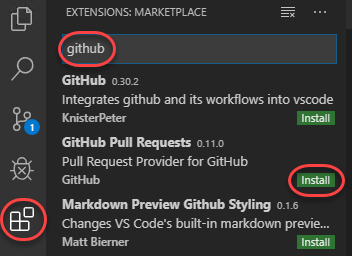 EXTENSIONS: MARKETPLACE
github
GitHub 0.30.2
Integrates github and its workflows into vscode
KnisterPeter Install
GitHub Pull Requests 0.11.0
Pull Request Provider for GitHub
GitHub Install
1
Markdown Preview Github Styling 0.1.6
Changes VS Code's built-in markdown previe...
Matt Bierner Install